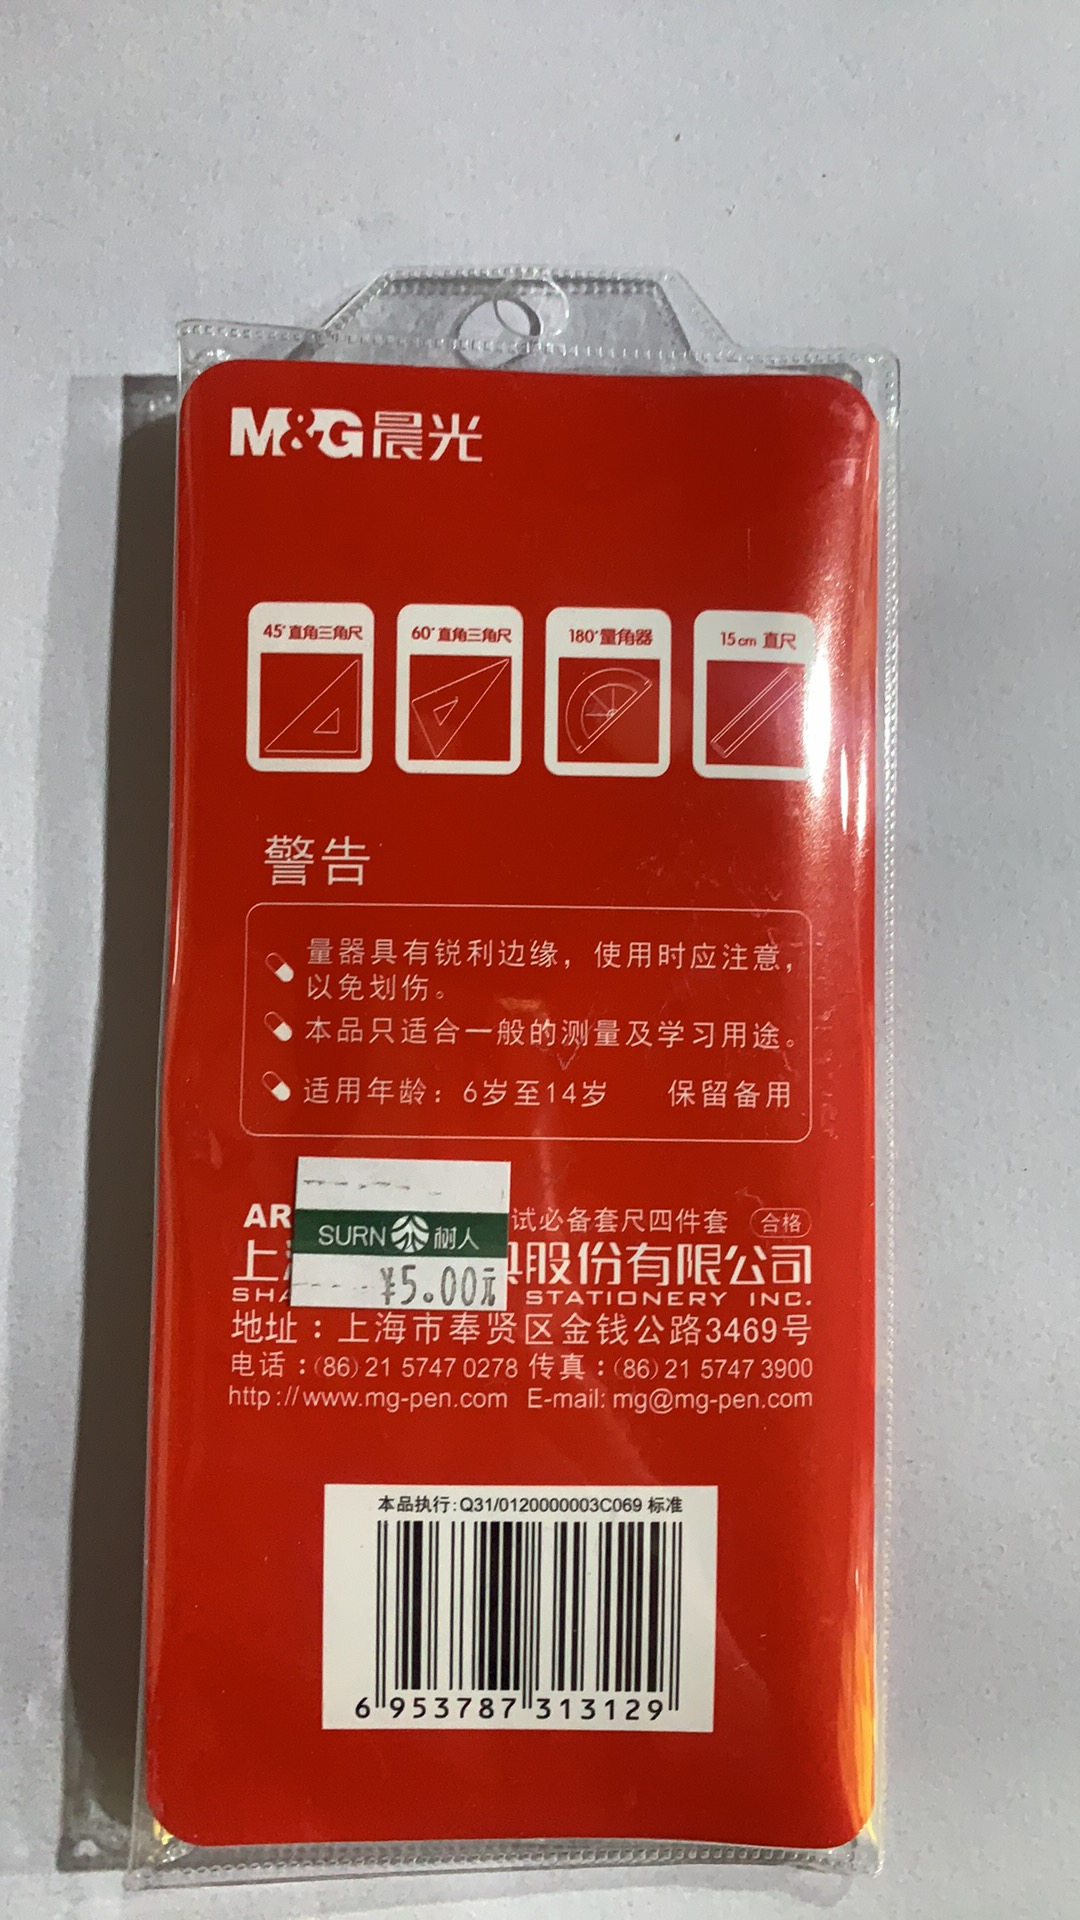 M&G晨光
45°直角三角尺
60°直角三角尺
180°量角器
15cm 直尺
警告
量器具有锐利边缘，使用时应注意，
以免划伤。
本品只适合一般的测量及学习用途。
适用年龄：6岁至14岁 保留备用
试必备套尺四件套 合格
SURN 树人
¥5.00元
上 股份有限公司
STATIONERY INC.
地址：上海市奉贤区金钱公路3469号
电话：(86) 21 5747 0278 传真：(86) 21 5747 3900
http://www.mg-pen.com E-mail: mg@mg-pen.com
本品执行:Q31/0120000003C069 标准
6 953787 313129